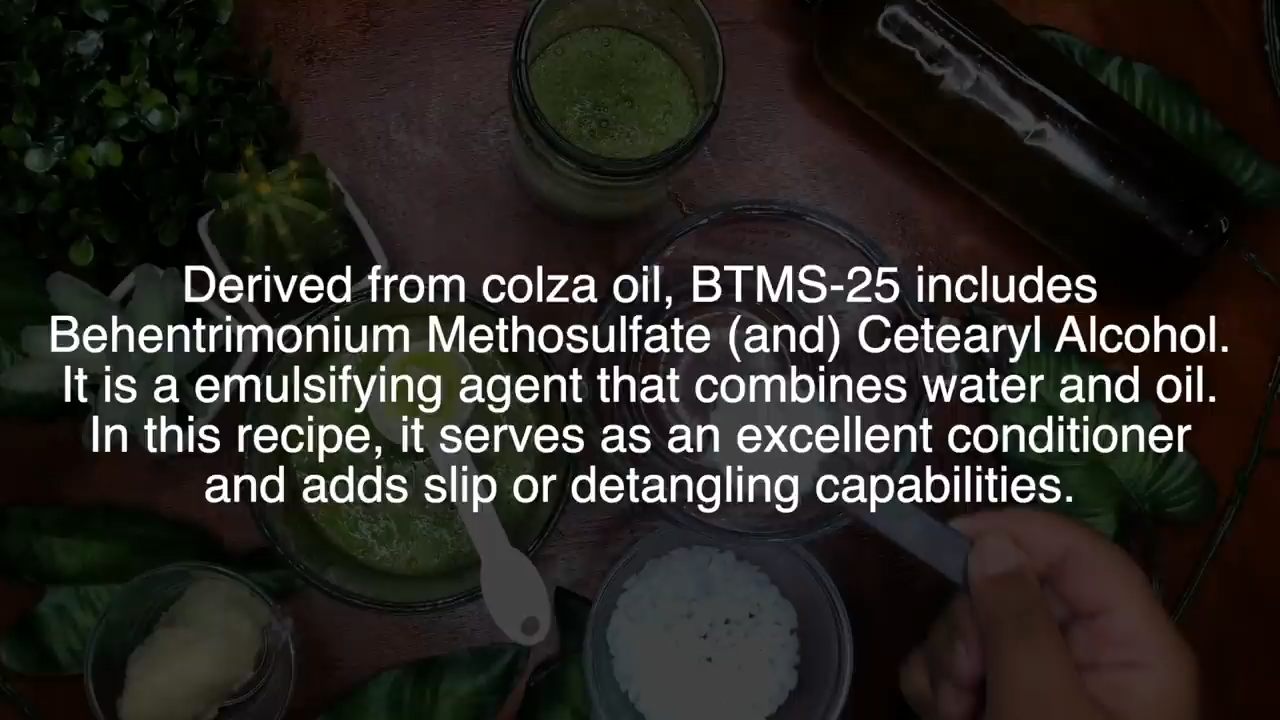 Derived from colza oil, BTMS-25 includes
Behentrimonium Methosulfate (and) Cetearyl Alcohol.
It is a emulsifying agent that combines water and oil.
In this recipe, it serves as an excellent conditioner
and adds slip or detangling capabilities.